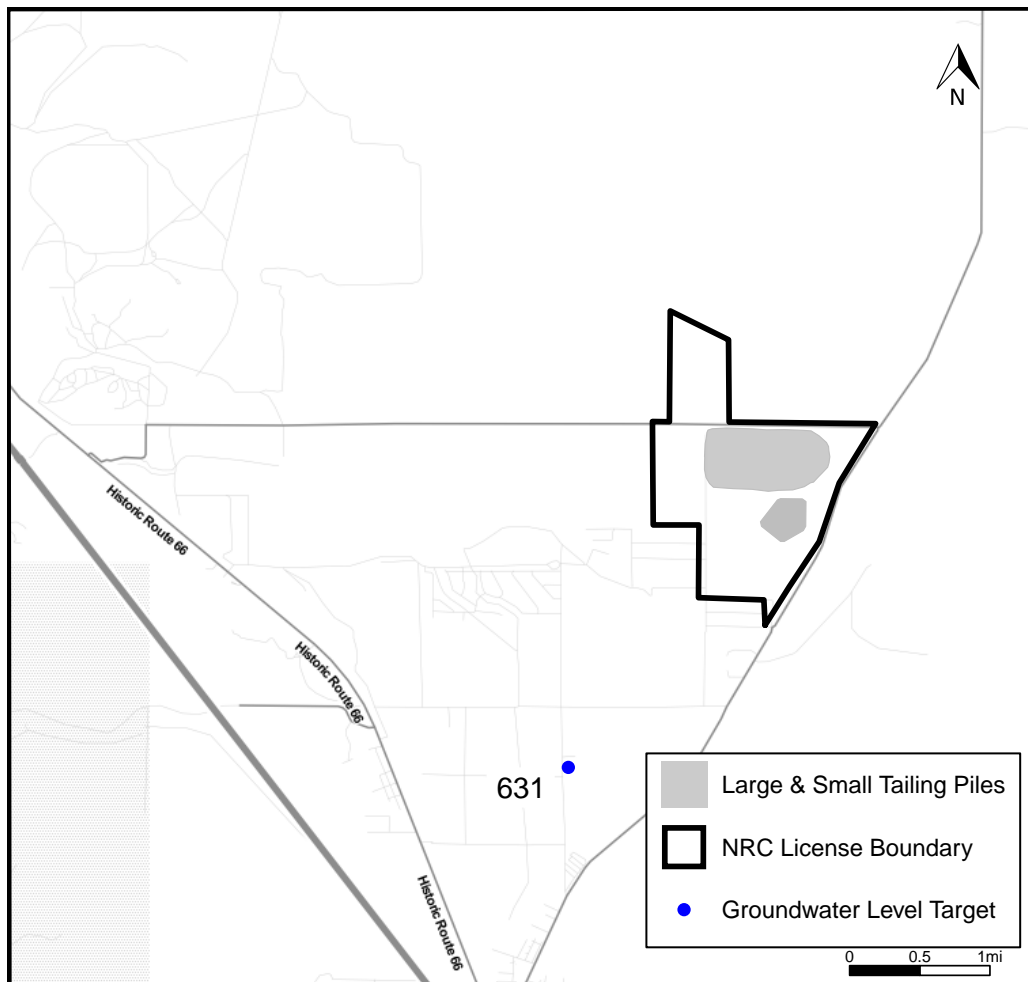 N
Historic Route 66
Historic Route 66
631
Historic Route 66
Large & Small Tailing Piles
NRC License Boundary
Groundwater Level Target
0 0.5 1mi